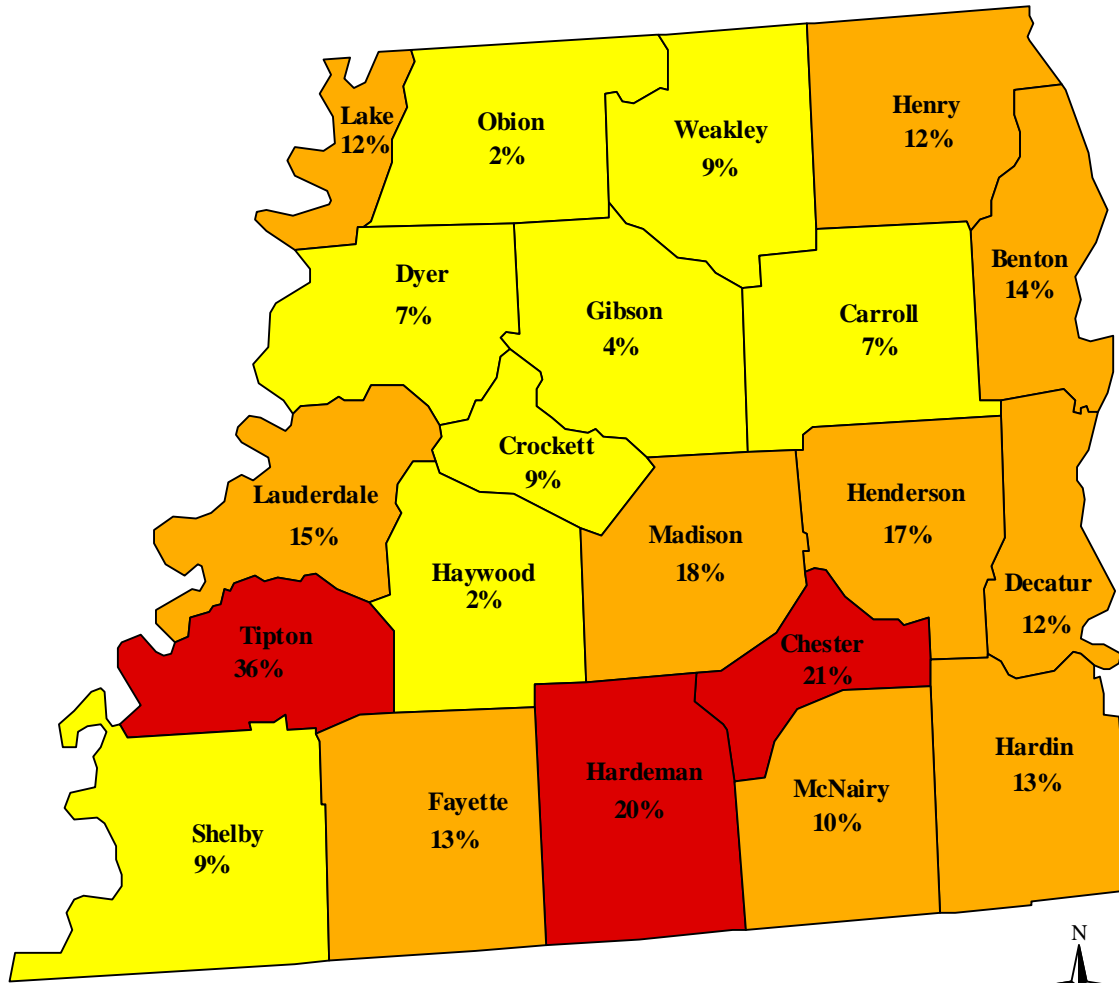 Lake
12%
Obion
2%
Weakley
9%
Henry
12%
Benton
14%
Dyer
7%
Gibson
4%
Carroll
7%
Crockett
9%
Lauderdale
15%
Haywood
2%
Madison
18%
Henderson
17%
Decatur
12%
Tipton
36%
Chester
21%
Shelby
9%
Fayette
13%
Hardeman
20%
McNairy
10%
Hardin
13%
N